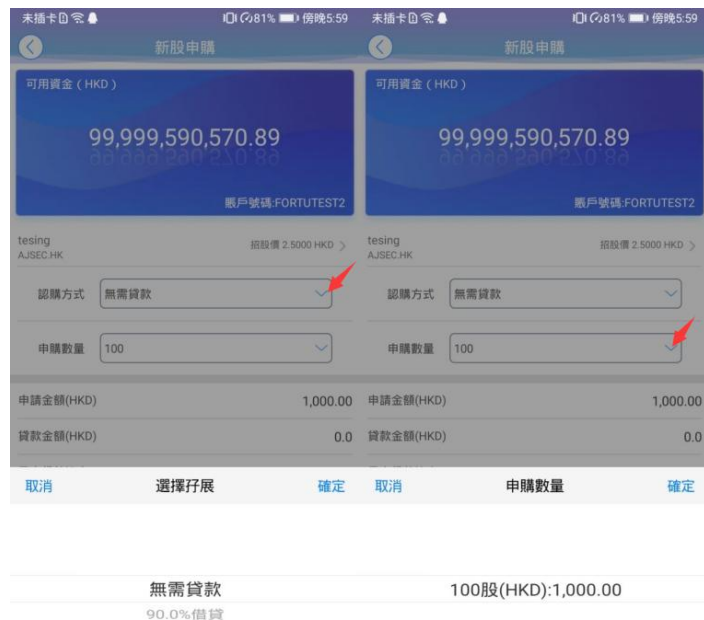 未插卡 81% 傍晚5:59
新股申購
可用資金（HKD）
99,999,590,570.89
賬戶號碼:FORTUTEST2
tesing
AJSEC.HK
招股價 2.5000 HKD
認購方式 無需貸款
申購數量 100
申請金額(HKD) 1,000.00
貸款金額(HKD) 0.0
取消 選擇孖展 確定
無需貸款
90.0%借貸
未插卡 81% 傍晚5:59
新股申購
可用資金（HKD）
99,999,590,570.89
賬戶號碼:FORTUTEST2
tesing
AJSEC.HK
招股價 2.5000 HKD
認購方式 無需貸款
申購數量 100
申請金額(HKD) 1,000.00
貸款金額(HKD) 0.0
取消 申購數量 確定
100股(HKD):1,000.00